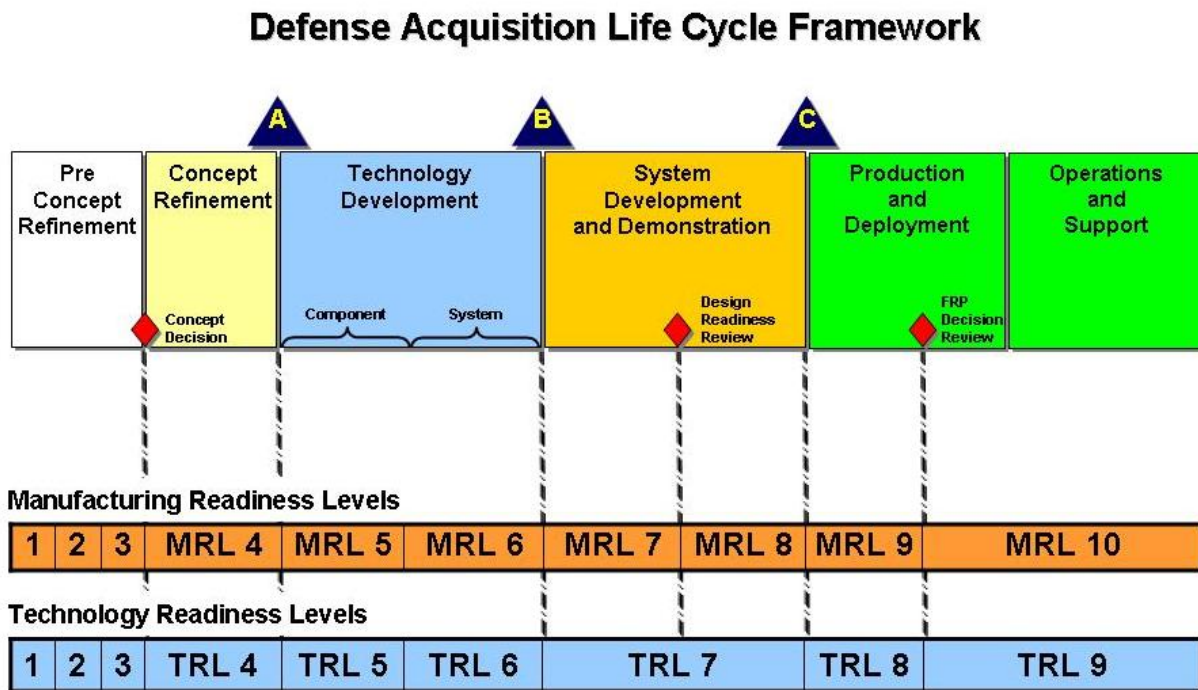 Defense Acquisition Life Cycle Framework
A
B
C
Pre
Concept
Refinement
Concept
Refinement
Technology
Development
System
Development
and Demonstration
Production
and
Deployment
Operations
and
Support
Concept
Decision
Component
System
Design
Readiness
Review
FRP
Decision
Review
Manufacturing Readiness Levels
1 2 3 MRL 4 MRL 5 MRL 6 MRL 7 MRL 8 MRL 9 MRL 10
Technology Readiness Levels
1 2 3 TRL 4 TRL 5 TRL 6 TRL 7 TRL 8 TRL 9